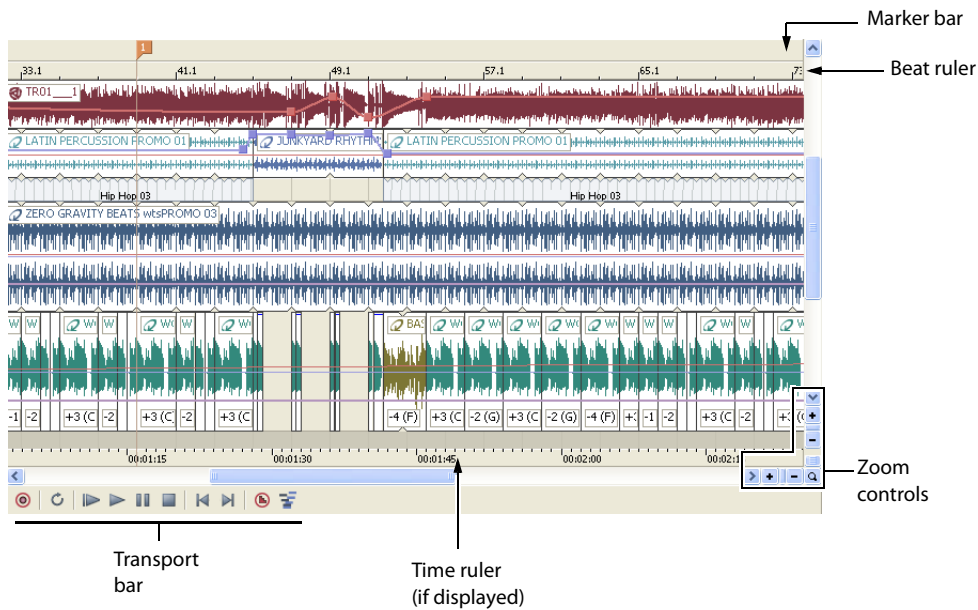 Marker bar
1
33.1 41.1 49.1 57.1 65.1 73
Beat ruler
TR01___1
LATIN PERCUSSION PROMO 01 JUNKYARD RHYTHM LATIN PERCUSSION PROMO 01
Hip Hop 03 Hip Hop 03
ZERO GRAVITY BEATS wtsPROMO 03
W W W W W BAS W W W W W W W W W W
-1 -2 +3 (C -2 +3 (C -2 +3 (C -4 (F) +3 (C -2 (G) +3 (C -2 (G) -4 (F) +3 -1 -2 +3 (C -2 +3 (C
00:01:15 00:01:30 00:01:45 00:02:00 00:02:1
Zoom
controls
Transport
bar
Time ruler
(if displayed)